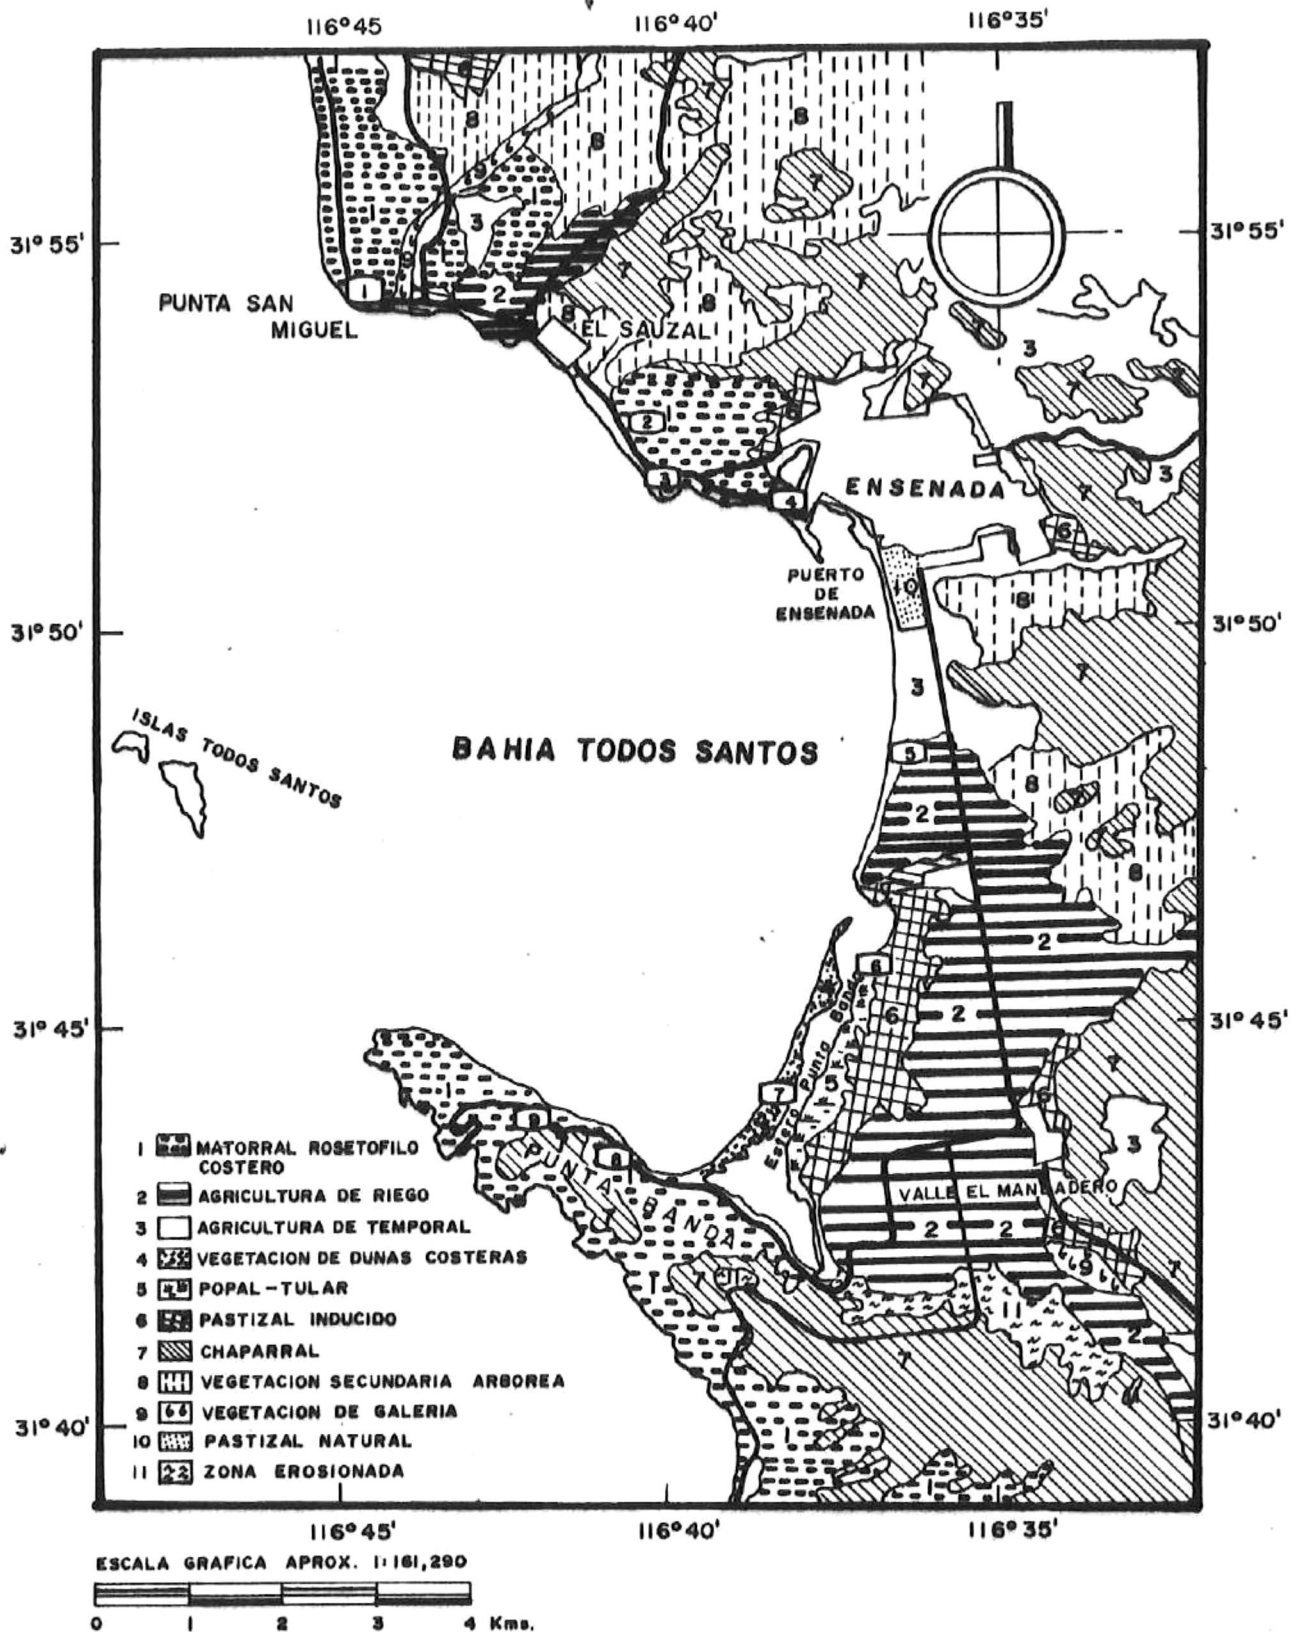 116°45'
116°40'
116°35'
31°55'
31°55'
PUNTA SAN
MIGUEL
EL SAUZAL
ENSENADA
PUERTO
DE
ENSENADA
31°50'
31°50'
ISLAS TODOS SANTOS
BAHIA TODOS SANTOS
31°45'
31°45'
Estero Punta Banda
PUNTA BANDA
VALLE EL MANEADERO
1 MATORRAL ROSETOFILO
COSTERO
2 AGRICULTURA DE RIEGO
3 AGRICULTURA DE TEMPORAL
4 VEGETACION DE DUNAS COSTERAS
5 POPAL-TULAR
6 PASTIZAL INDUCIDO
7 CHAPARRAL
8 VEGETACION SECUNDARIA ARBOREA
9 VEGETACION DE GALERIA
10 PASTIZAL NATURAL
11 ZONA EROSIONADA
31°40'
31°40'
116°45'
116°40'
116°35'
ESCALA GRAFICA APROX. 1:161,290
0 1 2 3 4 Kms.